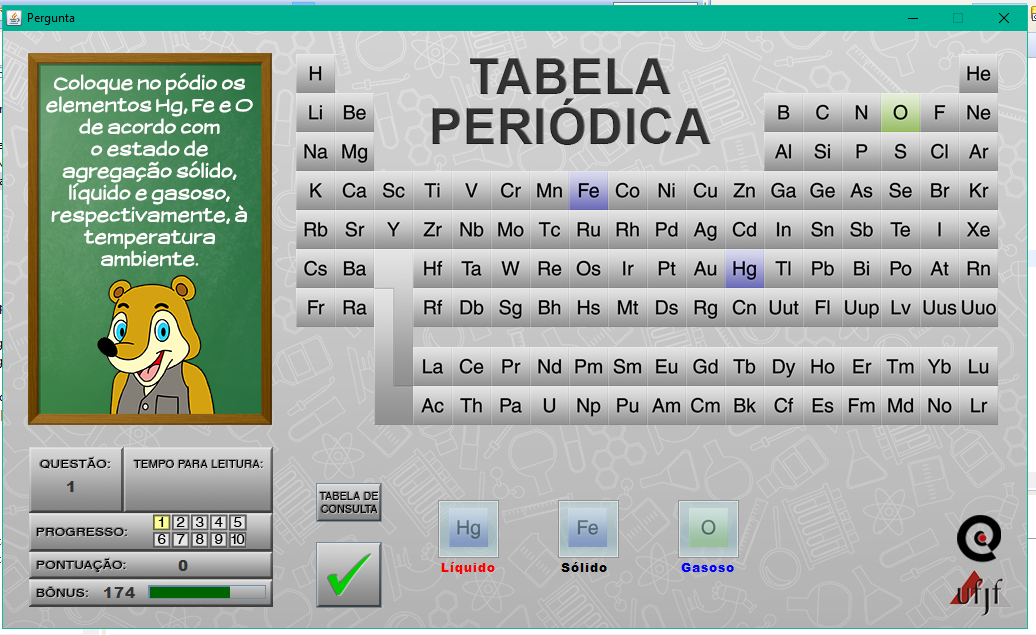 Pergunta
Coloque no pódio os
elementos Hg, Fe e O
de acordo com
o estado de
agregação sólido,
líquido e gasoso,
respectivamente, à
temperatura
ambiente.
TABELA
PERIÓDICA
H He
Li Be B C N O F Ne
Na Mg Al Si P S Cl Ar
K Ca Sc Ti V Cr Mn Fe Co Ni Cu Zn Ga Ge As Se Br Kr
Rb Sr Y Zr Nb Mo Tc Ru Rh Pd Ag Cd In Sn Sb Te I Xe
Cs Ba Hf Ta W Re Os Ir Pt Au Hg Tl Pb Bi Po At Rn
Fr Ra Rf Db Sg Bh Hs Mt Ds Rg Cn Uut Fl Uup Lv Uus Uuo
La Ce Pr Nd Pm Sm Eu Gd Tb Dy Ho Er Tm Yb Lu
Ac Th Pa U Np Pu Am Cm Bk Cf Es Fm Md No Lr
QUESTÃO:
1
TEMPO PARA LEITURA:
PROGRESSO:
1 2 3 4 5
6 7 8 9 10
PONTUAÇÃO: 0
BÔNUS: 174
TABELA DE
CONSULTA
Hg Fe O
Líquido Sólido Gasoso
ufjf